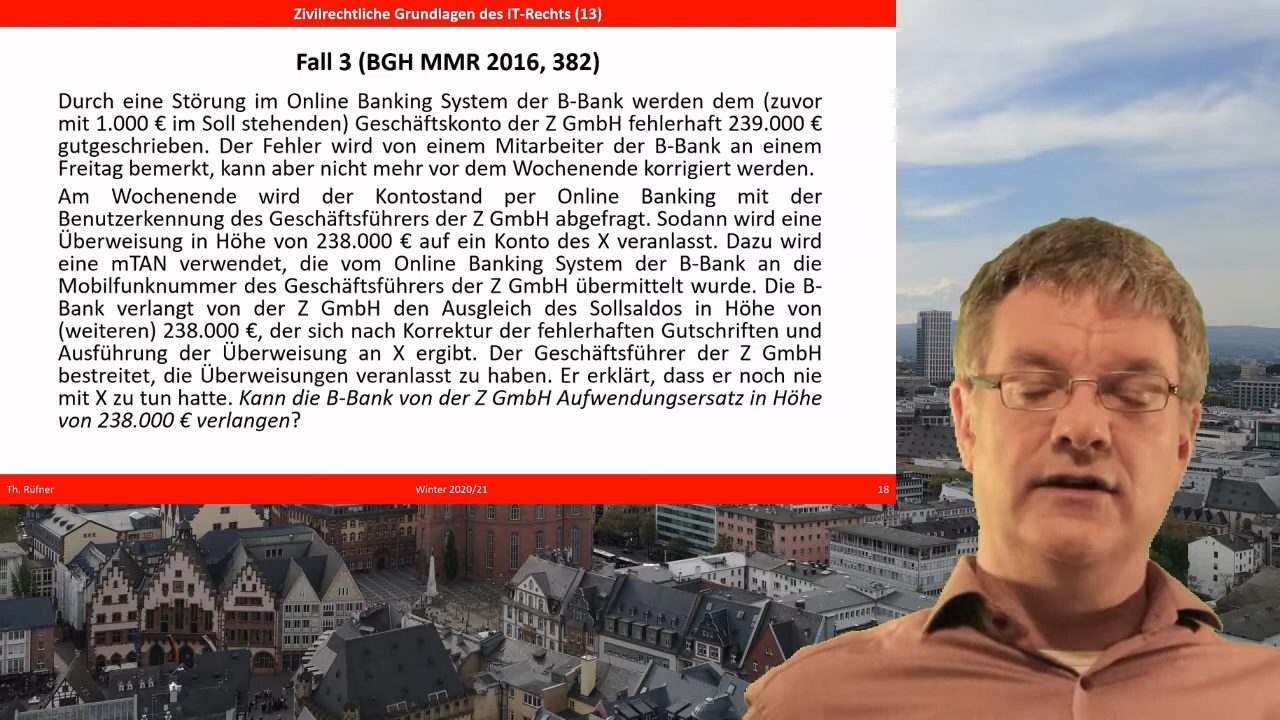 Zivilrechtliche Grundlagen des IT-Rechts (13)
Fall 3 (BGH MMR 2016, 382)
Durch eine Störung im Online Banking System der B-Bank werden dem (zuvor
mit 1.000 € im Soll stehenden) Geschäftskonto der Z GmbH fehlerhaft 239.000 €
gutgeschrieben. Der Fehler wird von einem Mitarbeiter der B-Bank an einem
Freitag bemerkt, kann aber nicht mehr vor dem Wochenende korrigiert werden.
Am Wochenende wird der Kontostand per Online Banking mit der
Benutzerkennung des Geschäftsführers der Z GmbH abgefragt. Sodann wird eine
Überweisung in Höhe von 238.000 € auf ein Konto des X veranlasst. Dazu wird
eine mTAN verwendet, die vom Online Banking System der B-Bank an die
Mobilfunknummer des Geschäftsführers der Z GmbH übermittelt wurde. Die B-
Bank verlangt von der Z GmbH den Ausgleich des Sollsaldos in Höhe von
(weiteren) 238.000 €, der sich nach Korrektur der fehlerhaften Gutschriften und
Ausführung der Überweisung an X ergibt. Der Geschäftsführer der Z GmbH
bestreitet, die Überweisungen veranlasst zu haben. Er erklärt, dass er noch nie
mit X zu tun hatte. Kann die B-Bank von der Z GmbH Aufwendungsersatz in Höhe
von 238.000 € verlangen?
Th. Rüfner
Winter 2020/21
18